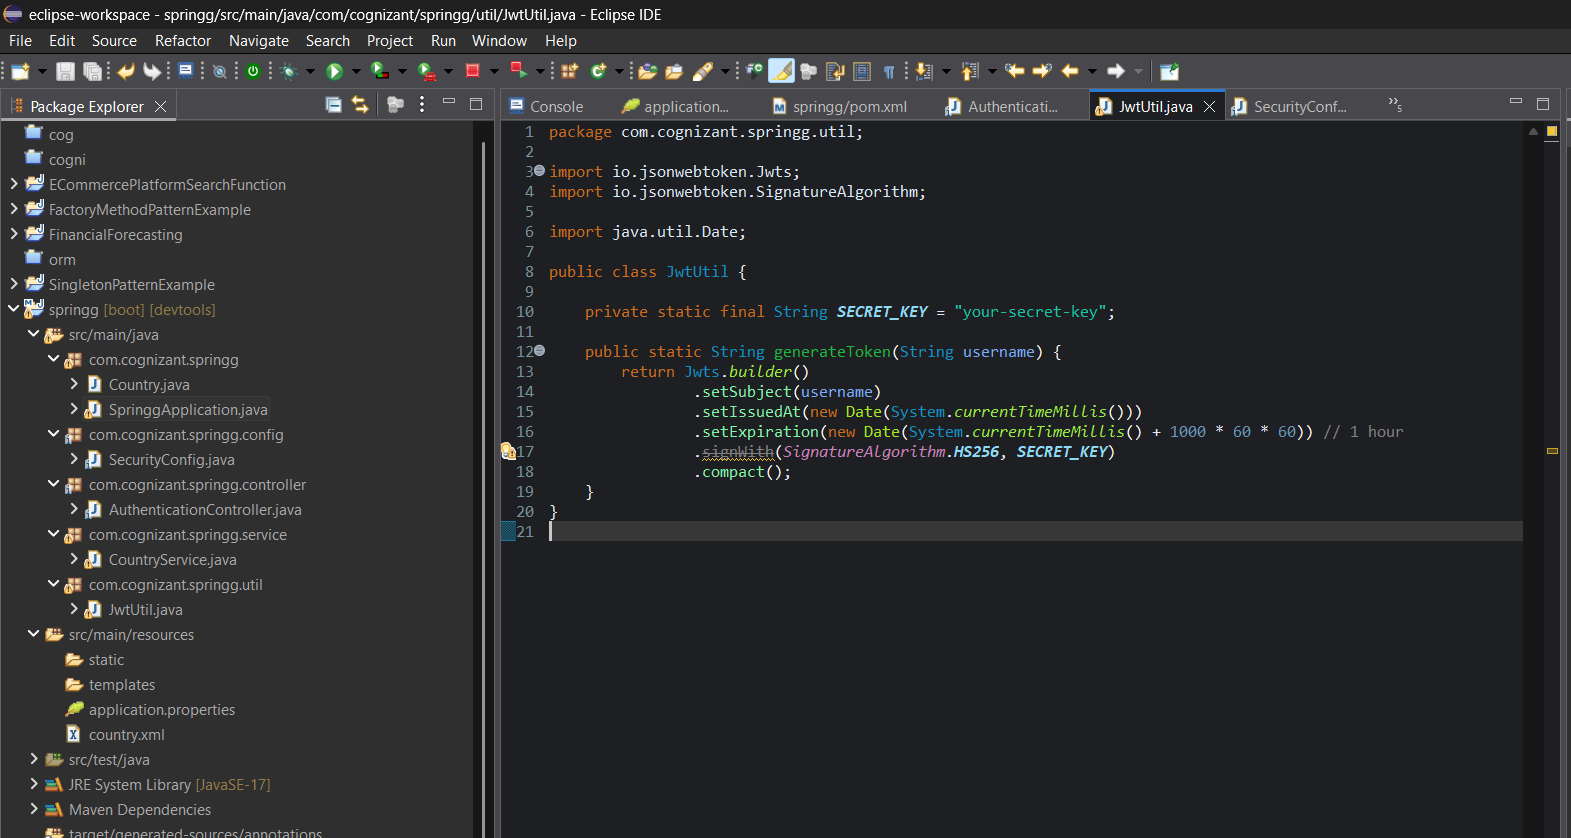 eclipse-workspace - springg/src/main/java/com/cognizant/springg/util/JwtUtil.java - Eclipse IDE
File Edit Source Refactor Navigate Search Project Run Window Help
Package Explorer
cog
cogni
ECommercePlatformSearchFunction
FactoryMethodPatternExample
FinancialForecasting
orm
SingletonPatternExample
springg [boot] [devtools]
src/main/java
com.cognizant.springg
Country.java
SpringgApplication.java
com.cognizant.springg.config
SecurityConfig.java
com.cognizant.springg.controller
AuthenticationController.java
com.cognizant.springg.service
CountryService.java
com.cognizant.springg.util
JwtUtil.java
src/main/resources
static
templates
application.properties
country.xml
src/test/java
JRE System Library [JavaSE-17]
Maven Dependencies
target/generated-sources/annotations
Console application... springg/pom.xml Authenticati... JwtUtil.java SecurityConf... »5
1 package com.cognizant.springg.util;
2
3 import io.jsonwebtoken.Jwts;
4 import io.jsonwebtoken.SignatureAlgorithm;
5
6 import java.util.Date;
7
8 public class JwtUtil {
9
10 private static final String SECRET_KEY = "your-secret-key";
11
12 public static String generateToken(String username) {
13 return Jwts.builder()
14 .setSubject(username)
15 .setIssuedAt(new Date(System.currentTimeMillis()))
16 .setExpiration(new Date(System.currentTimeMillis() + 1000 * 60 * 60)) // 1 hour
17 .signWith(SignatureAlgorithm.HS256, SECRET_KEY)
18 .compact();
19 }
20 }
21